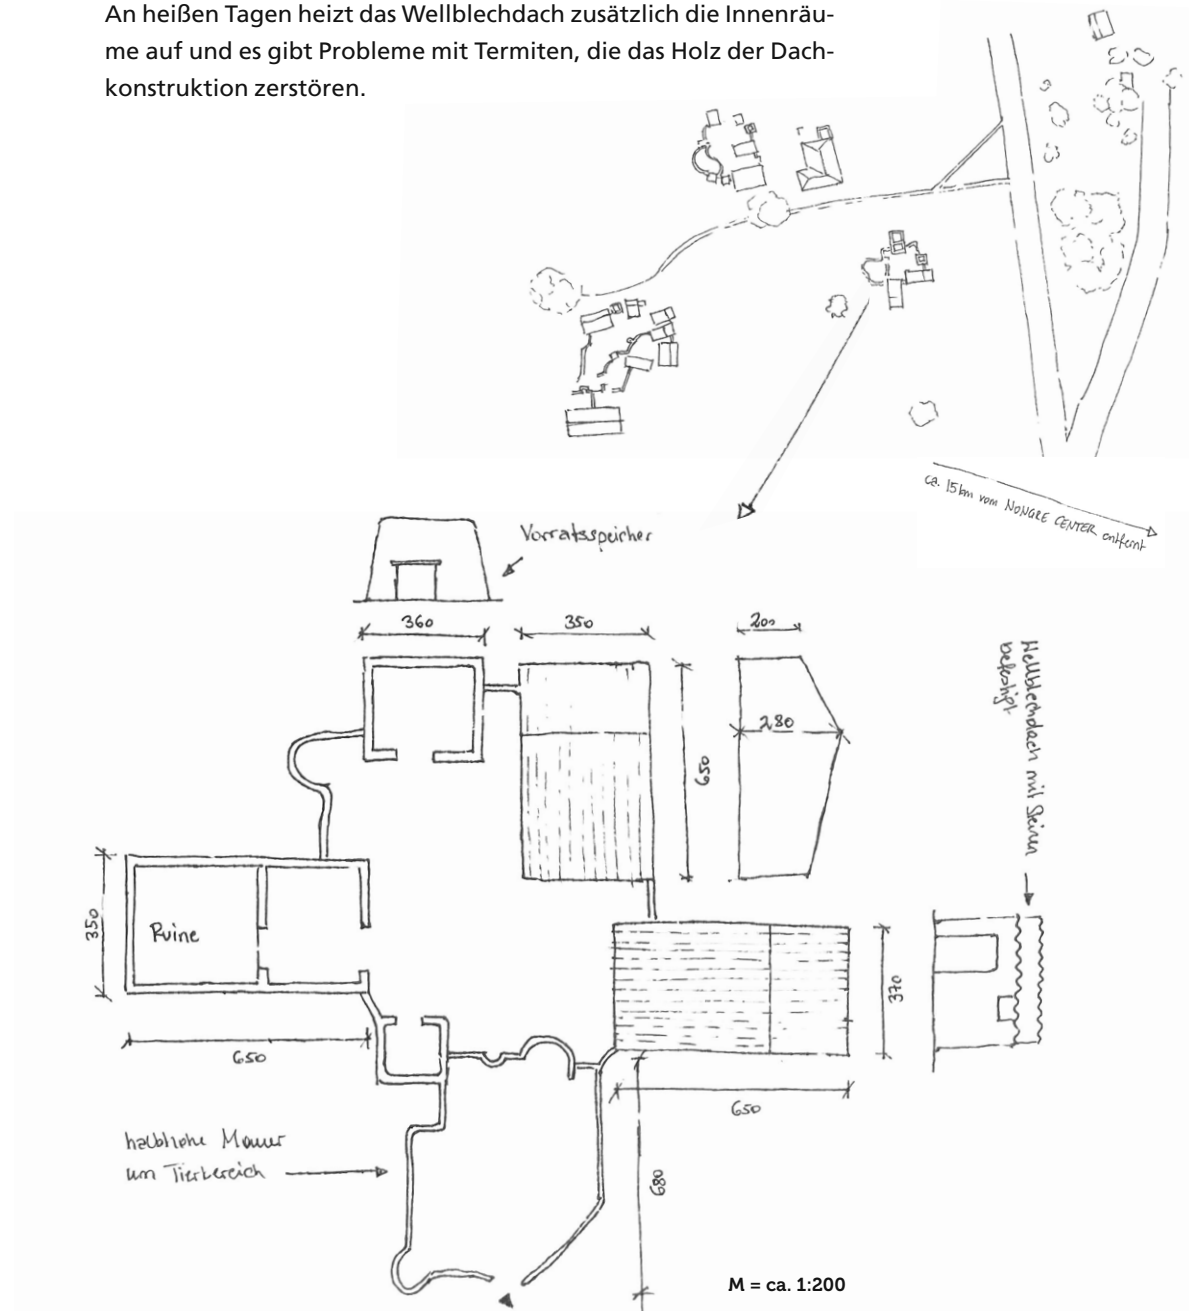 An heißen Tagen heizt das Wellblechdach zusätzlich die Innenräu-
me auf und es gibt Probleme mit Termiten, die das Holz der Dach-
konstruktion zerstören.
ca. 15 km vom NONGRE CENTER entfernt
Vorratsspeicher
360
350
200
280
650
Wellblechdach mit Steinen
befestigt
350
Ruine
650
370
650
halbhohe Mauer
um Tierbereich
680
M = ca. 1:200